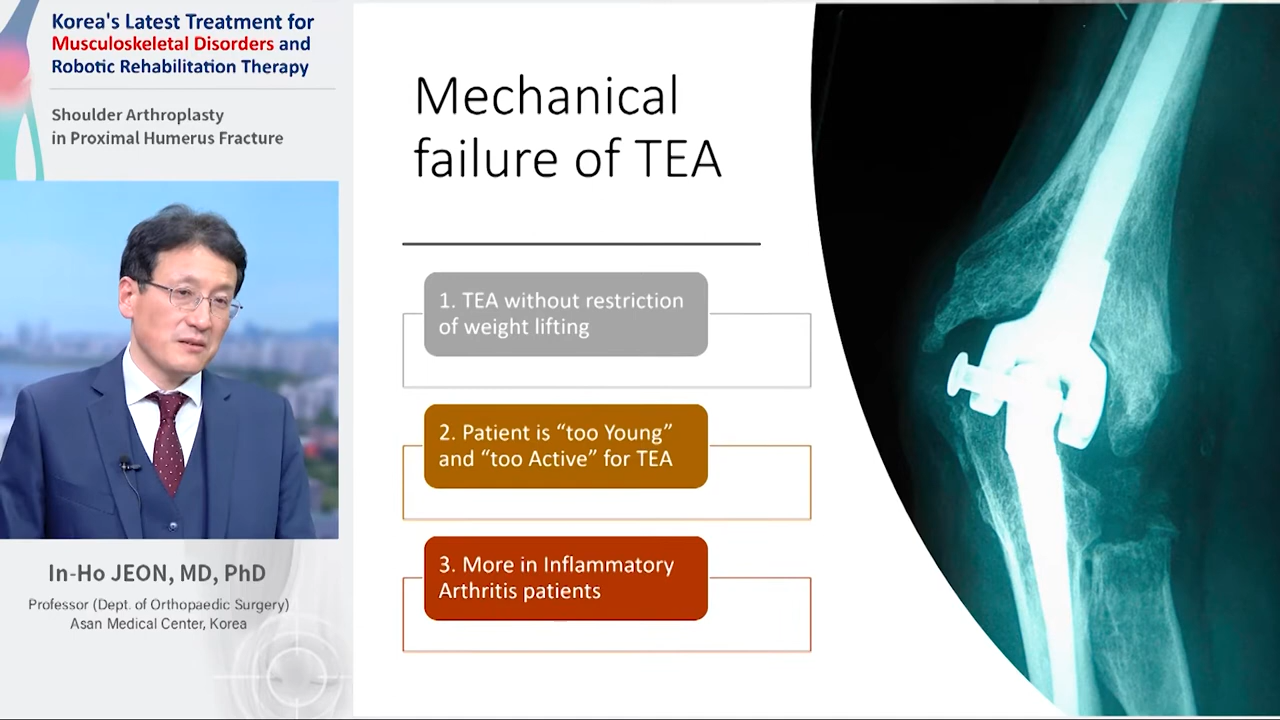 Korea's Latest Treatment for
Musculoskeletal Disorders and
Robotic Rehabilitation Therapy
Shoulder Arthroplasty
in Proximal Humerus Fracture
In-Ho JEON, MD, PhD
Professor (Dept. of Orthopaedic Surgery)
Asan Medical Center, Korea
Mechanical
failure of TEA
1. TEA without restriction
of weight lifting
2. Patient is “too Young”
and “too Active” for TEA
3. More in Inflammatory
Arthritis patients